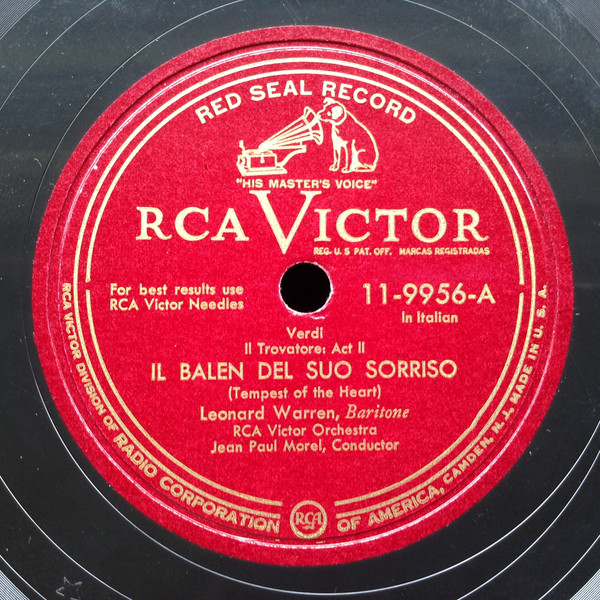 RED SEAL RECORD
"HIS MASTER'S VOICE"
RCA VICTOR
REG. U. S. PAT. OFF. MARCAS REGISTRADAS
For best results use
RCA Victor Needles
11-9956-A
In Italian
Verdi
Il Trovatore: Act II
IL BALEN DEL SUO SORRISO
(Tempest of the Heart)
Leonard Warren, Baritone
RCA Victor Orchestra
Jean Paul Morel, Conductor
RCA VICTOR DIVISION OF RADIO CORPORATION OF AMERICA, CAMDEN, N.J. MADE IN U. S. A.
RCA